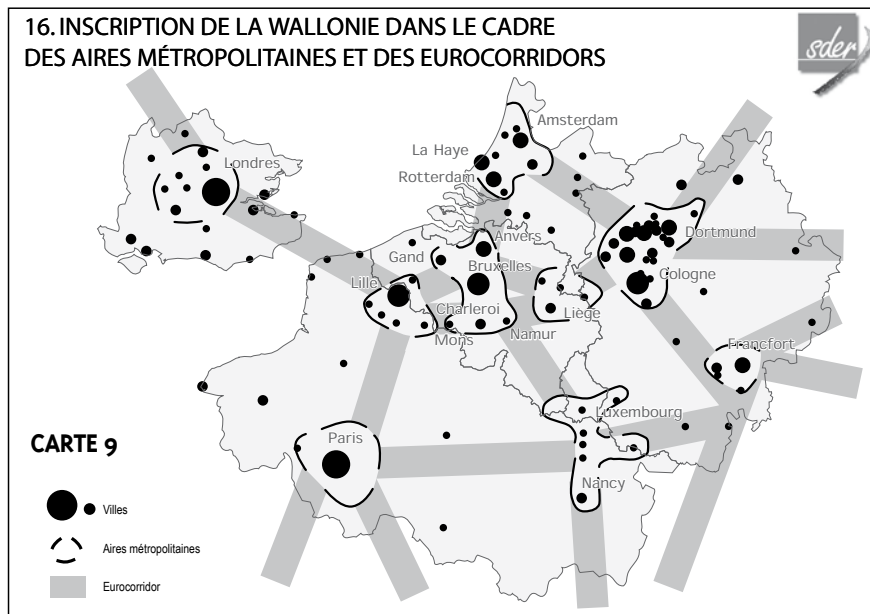 16. INSCRIPTION DE LA WALLONIE DANS LE CADRE
DES AIRES MÉTROPOLITAINES ET DES EUROCORRIDORS
sder
Amsterdam
La Haye
Londres
Rotterdam
Anvers
Dortmund
Gand
Bruxelles
Cologne
Lille
Charleroi
Liège
Mons
Namur
Francfort
Luxembourg
Paris
CARTE 9
Nancy
Villes
Aires métropolitaines
Eurocorridor